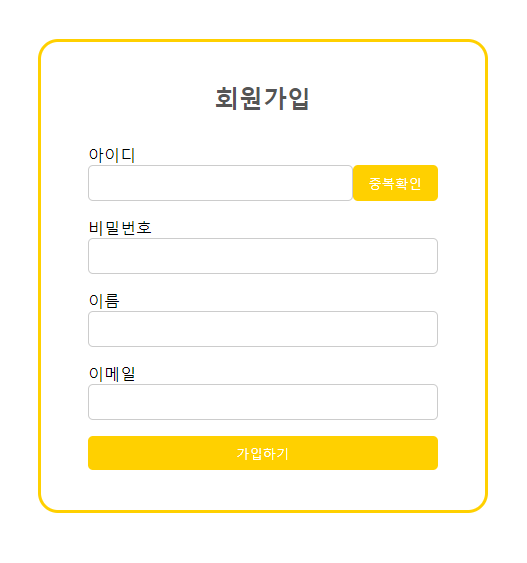 회원가입
아이디
중복확인
비밀번호
이름
이메일
가입하기